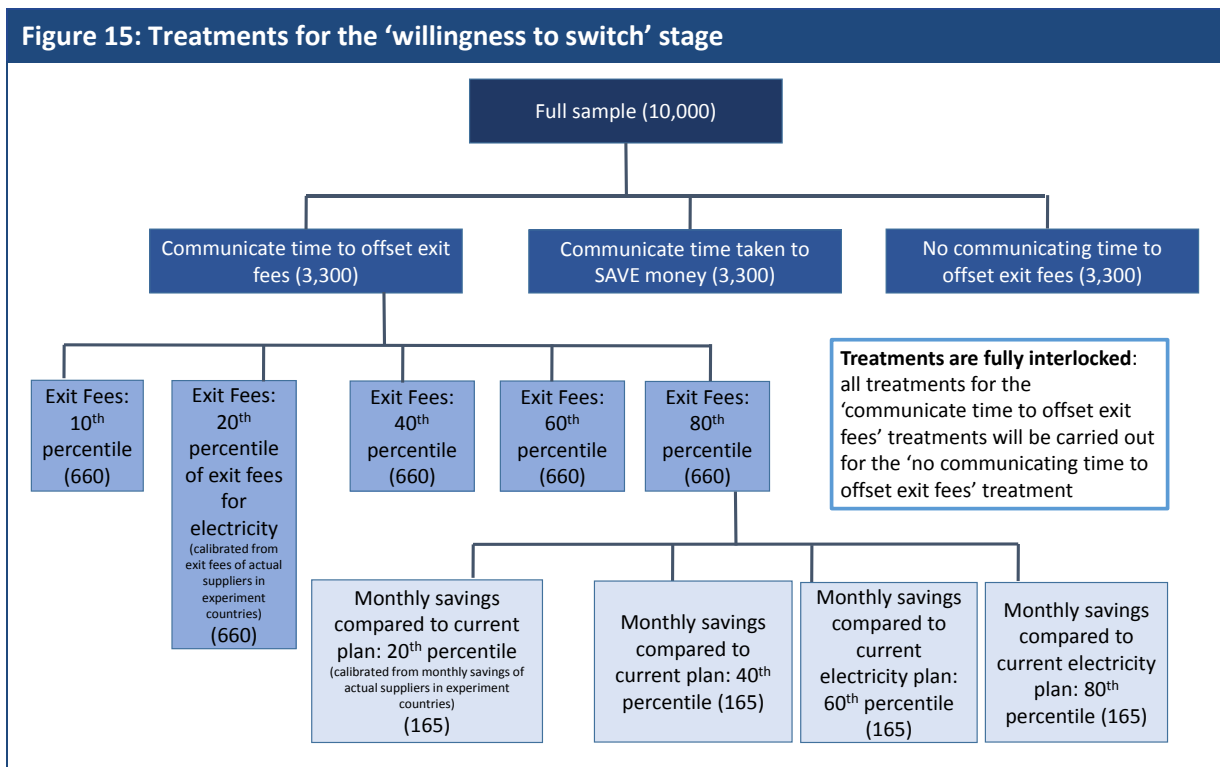 Figure 15: Treatments for the ‘willingness to switch’ stage
Full sample (10,000)
Communicate time to offset exit
fees (3,300)
Communicate time taken to
SAVE money (3,300)
No communicating time to
offset exit fees (3,300)
Exit Fees:
10th
percentile
(660)
Exit Fees:
20th
percentile
of exit fees
for
electricity
(calibrated from
exit fees of actual
suppliers in
experiment
countries)
(660)
Exit Fees:
40th
percentile
(660)
Exit Fees:
60th
percentile
(660)
Exit Fees:
80th
percentile
(660)
Treatments are fully interlocked:
all treatments for the
‘communicate time to offset exit
fees’ treatments will be carried out
for the ‘no communicating time to
offset exit fees’ treatment
Monthly savings
compared to current
plan: 20th percentile
(calibrated from monthly savings of
actual suppliers in experiment
countries)
(165)
Monthly savings
compared to
current plan: 40th
percentile (165)
Monthly savings
compared to
current
electricity plan:
60th percentile
(165)
Monthly savings
compared to
current electricity
plan: 80th
percentile (165)